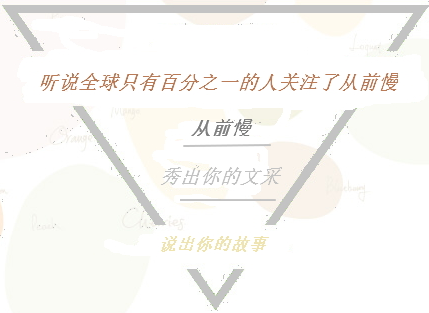 听说全球只有百分之一的人关注了从前慢
从前慢
秀出你的文采
说出你的故事